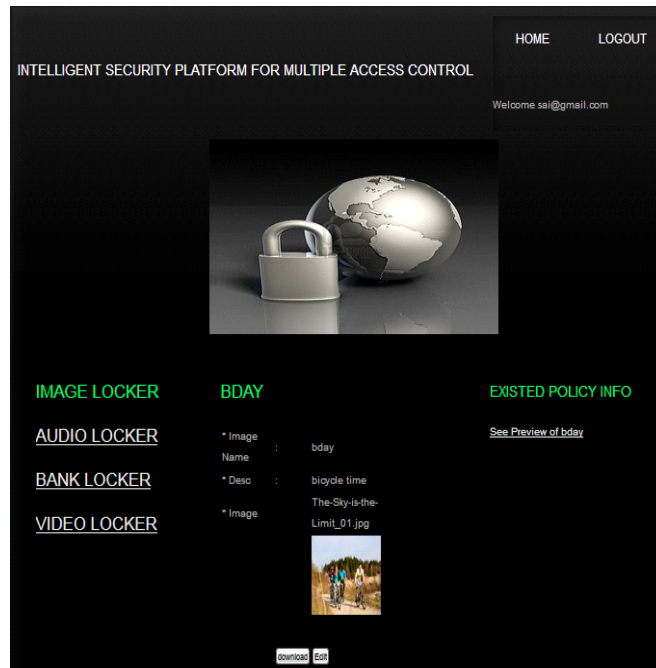 HOME LOGOUT
INTELLIGENT SECURITY PLATFORM FOR MULTIPLE ACCESS CONTROL
Welcome sai@gmail.com
IMAGE LOCKER
AUDIO LOCKER
BANK LOCKER
VIDEO LOCKER
BDAY
* Image Name : bday
* Desc : bicycle time
* Image
The-Sky-is-the-
Limit_01.jpg
download Edit
EXISTED POLICY INFO
See Preview of bday